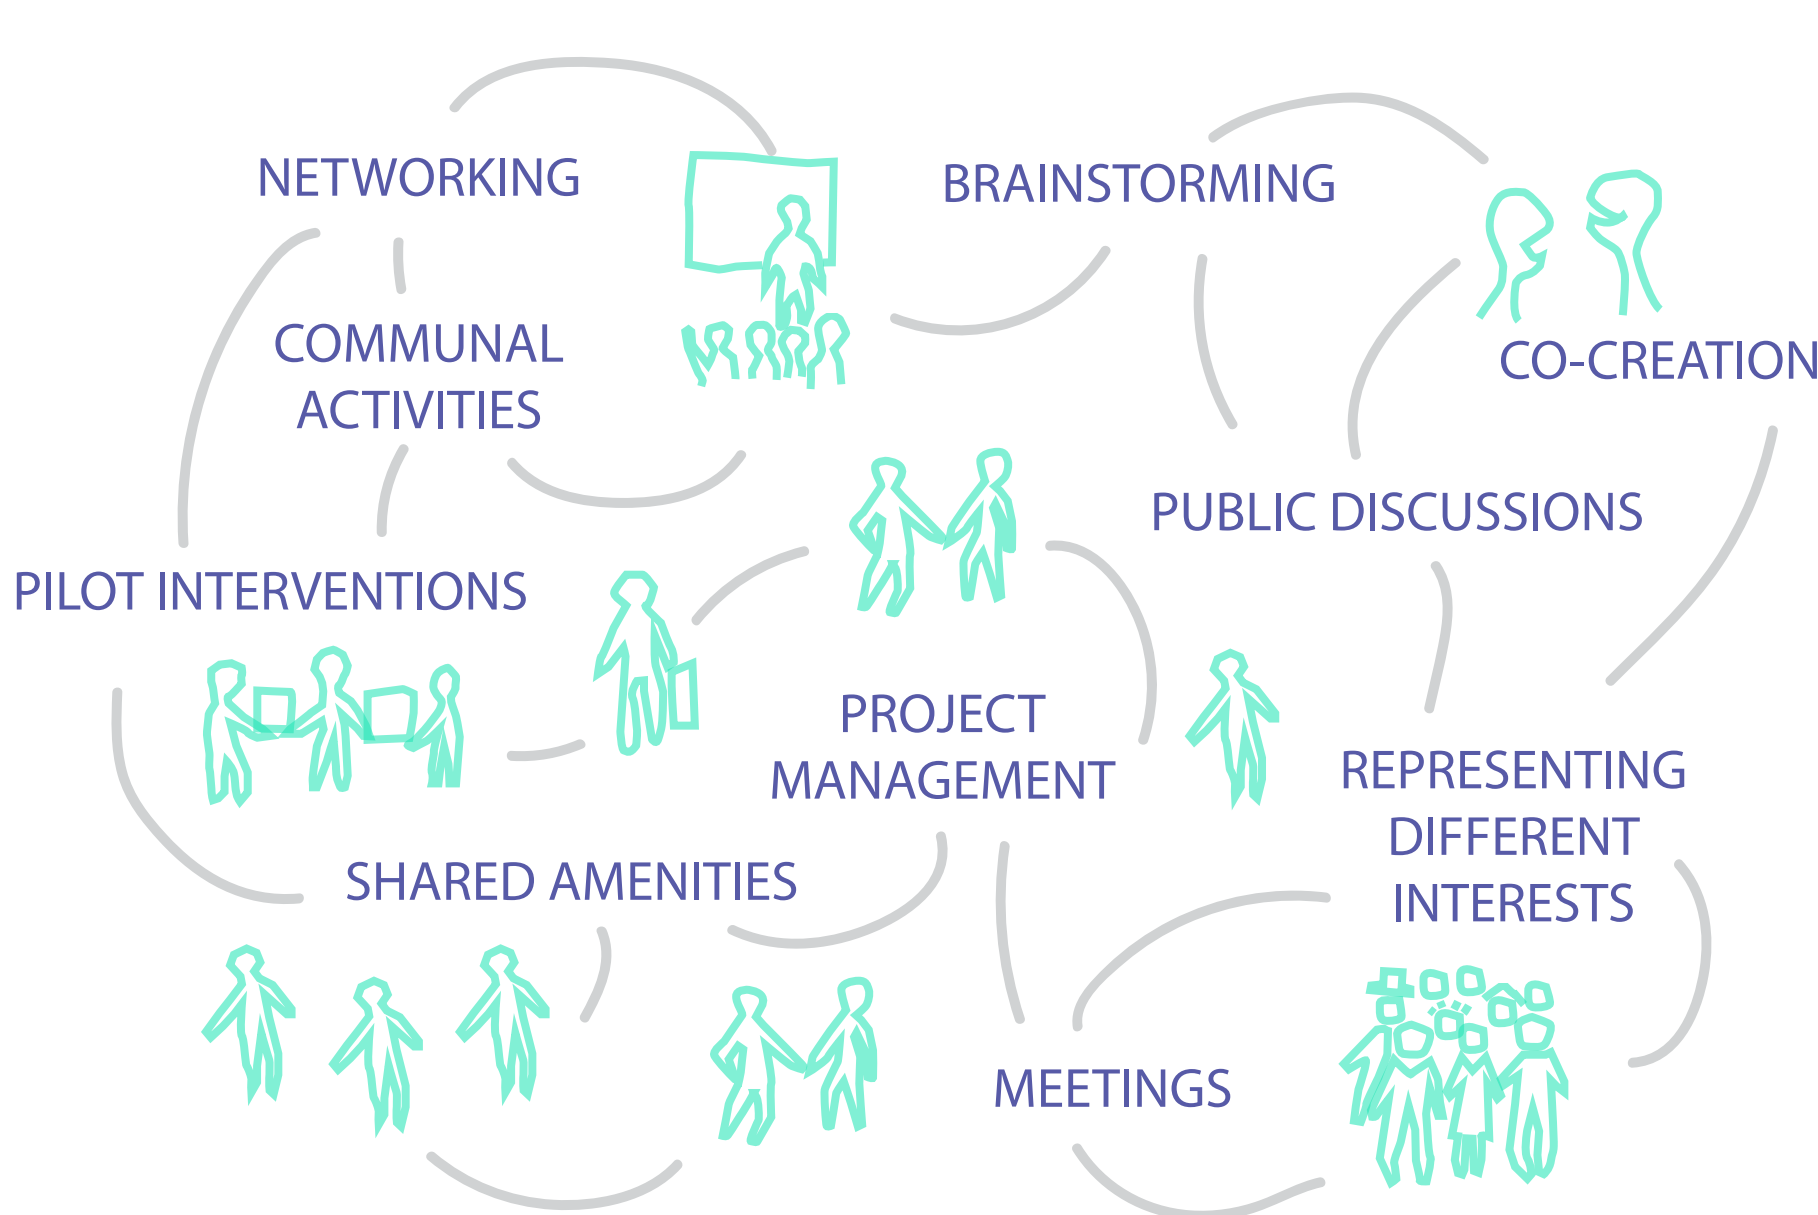 NETWORKING
BRAINSTORMING
COMMUNAL
ACTIVITIES
CO-CREATION
PUBLIC DISCUSSIONS
PILOT INTERVENTIONS
PROJECT
MANAGEMENT
REPRESENTING
DIFFERENT
INTERESTS
SHARED AMENITIES
MEETINGS